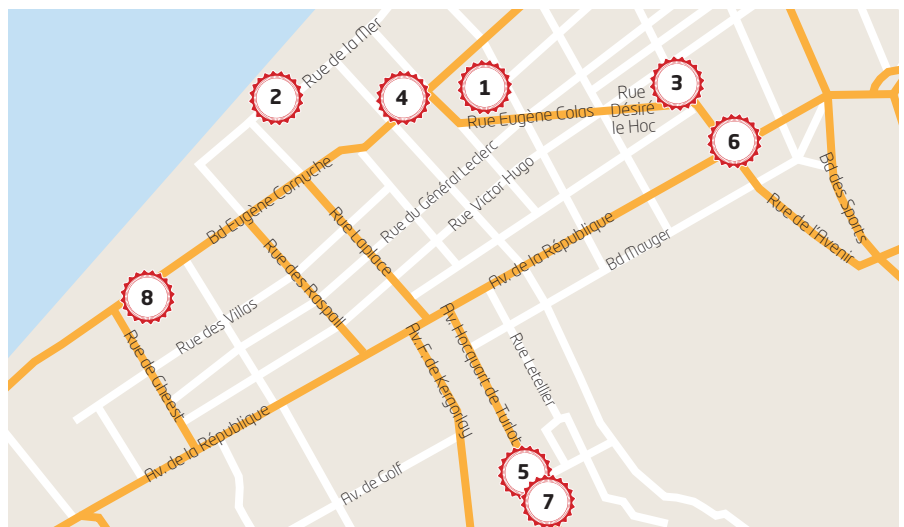 Rue de la Mer
1
2
3
4
Rue
Désiré
le Hoc
Rue Eugène Colas
6
Rue du Général Leclerc
Rue Victor Hugo
Bd Eugène Cornuche
Bd des Sports
Rue de l'Avenir
Rue Laplace
Av. de la République
Bd Mauger
Rue des Raspail
8
Rue des Villas
Rue de Gheest
Av. F. de Kergorlay
Av. Hocquart de Turlot
Rue Letellier
Av. de la République
Av. de Golf
5
7